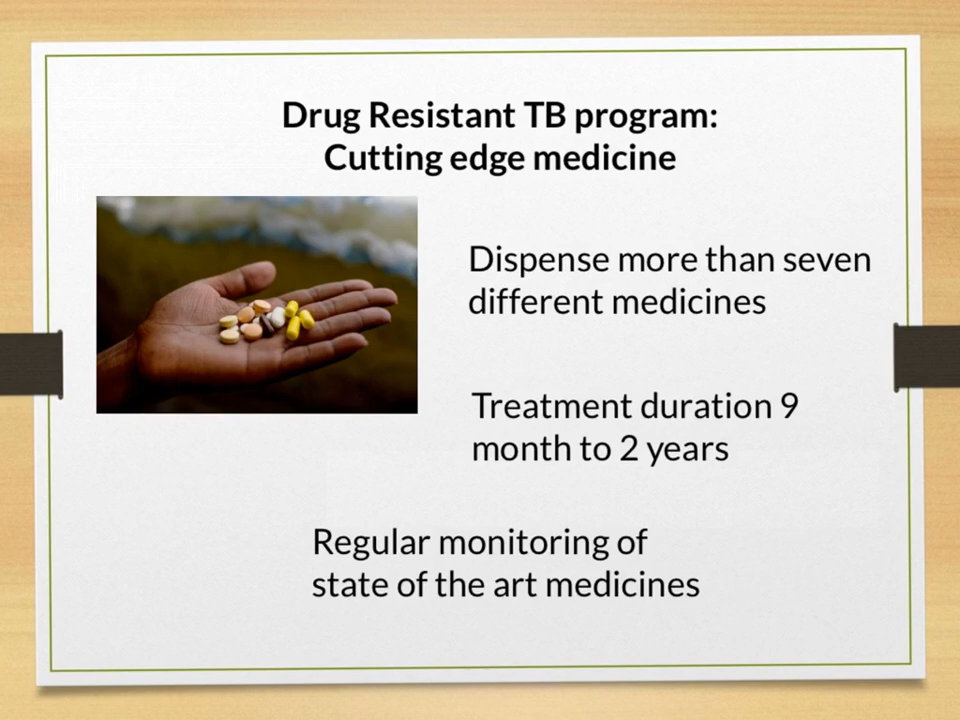 Drug Resistant TB program:
Cutting edge medicine
Dispense more than seven
different medicines
Treatment duration 9
month to 2 years
Regular monitoring of
state of the art medicines